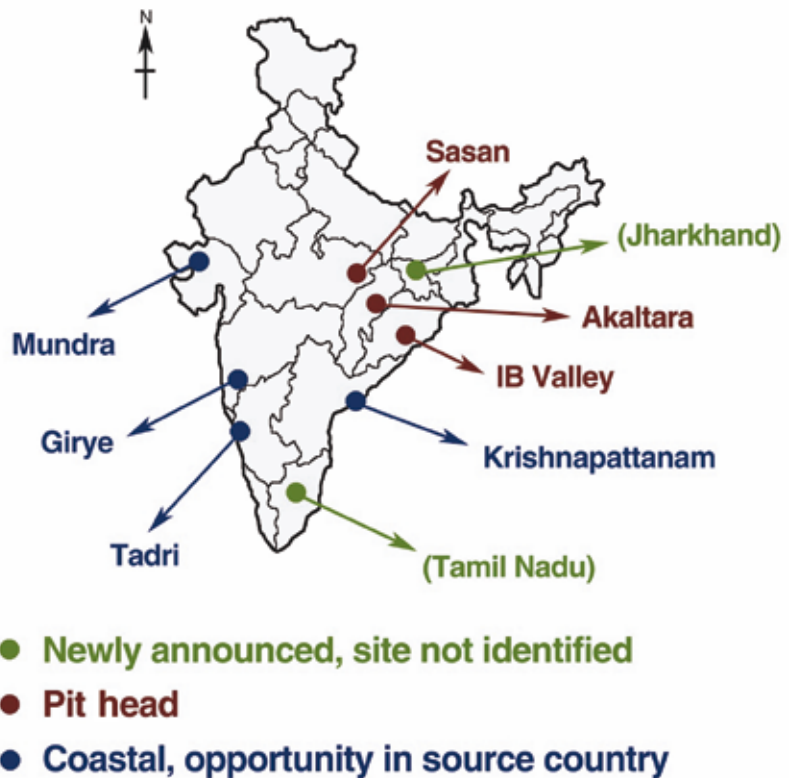 N
Sasan
(Jharkhand)
Mundra
Akaltara
IB Valley
Girye
Krishnapattanam
Tadri
(Tamil Nadu)
Newly announced, site not identified
Pit head
Coastal, opportunity in source country